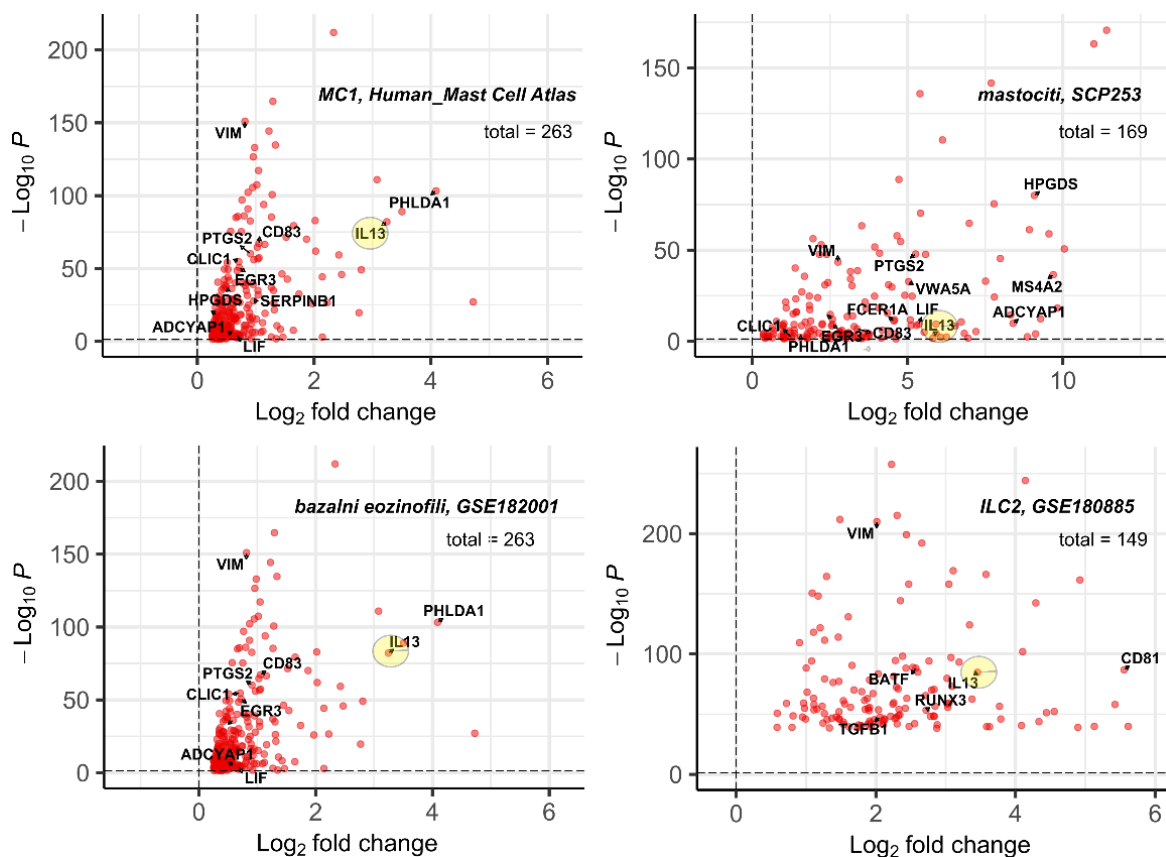 MC1, Human_Mast Cell Atlas
total = 263
– Log10 P
200
150
100
50
0
VIM
PHLDA1
IL13
CD83
PTGS2
CLIC1
EGR3
HPGDS
SERPINB1
ADCYAP1
LIF
0
2
4
6
Log2 fold change
mastociti, SCP253
total = 169
– Log10 P
150
100
50
0
HPGDS
VIM
PTGS2
MS4A2
VWA5A
ADCYAP1
FCER1A
LIF
IL13
CLIC1
EGR3
CD83
PHLDA1
0
5
10
Log2 fold change
bazalni eozinofili, GSE182001
total = 263
– Log10 P
200
150
100
50
0
VIM
PHLDA1
IL13
CD83
PTGS2
CLIC1
EGR3
ADCYAP1
LIF
0
2
4
6
Log2 fold change
ILC2, GSE180885
total = 149
– Log10 P
200
100
0
VIM
CD81
BATF
IL13
RUNX3
TGFB1
0
2
4
6
Log2 fold change